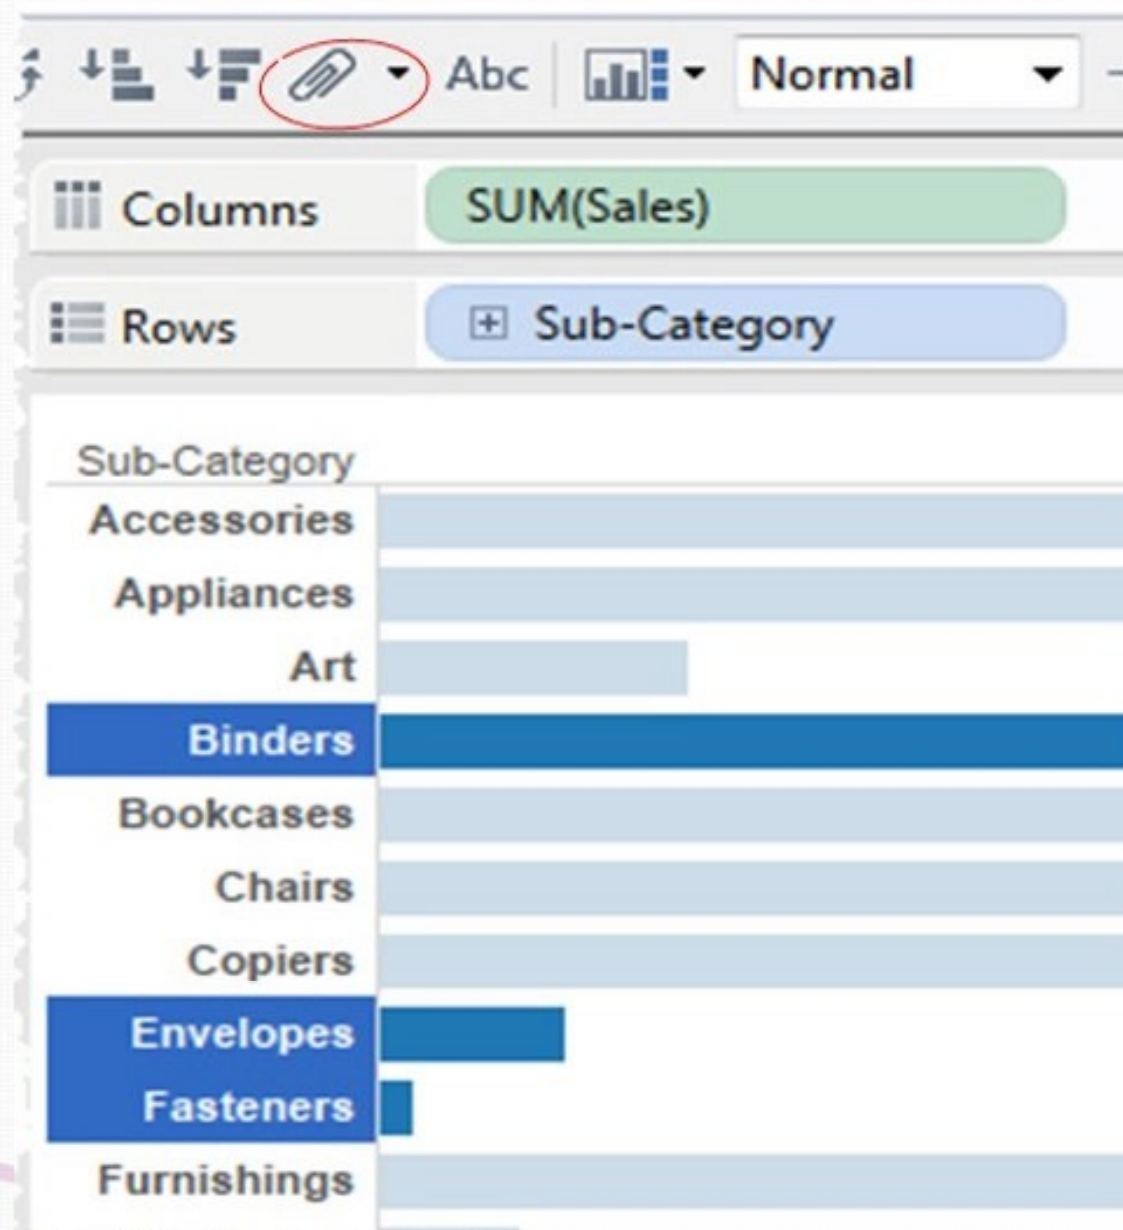 Abc Normal
Columns SUM(Sales)
Rows Sub-Category
Sub-Category
Accessories
Appliances
Art
Binders
Bookcases
Chairs
Copiers
Envelopes
Fasteners
Furnishings